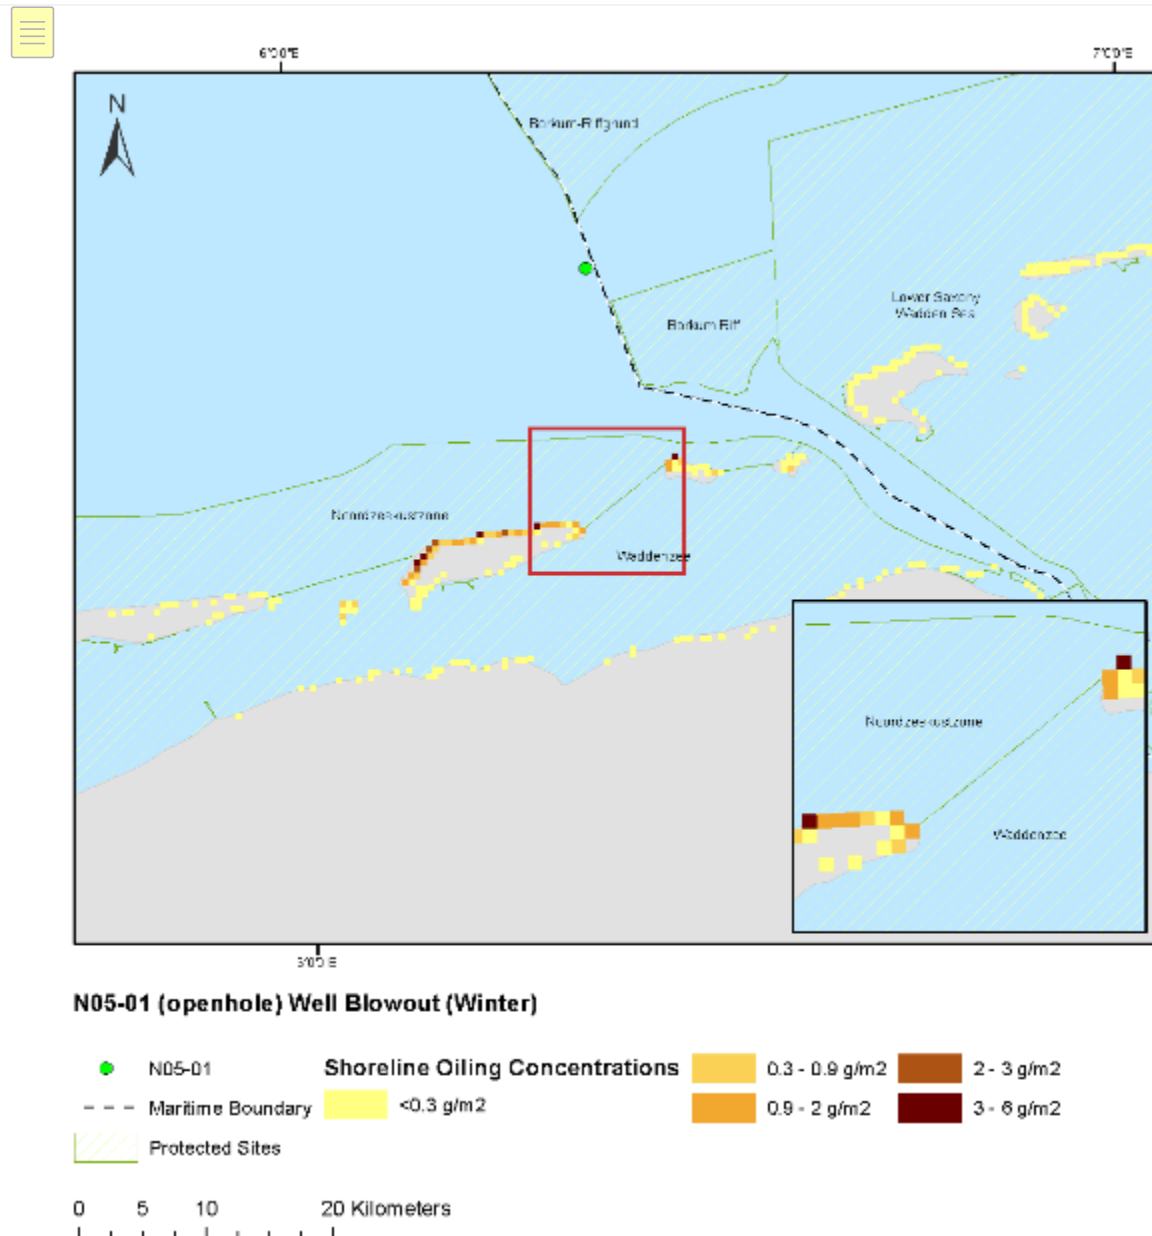 6°00'E
7°00'E
N
Borkum-Riffgrund
Borkum Riff
Lower Saxony
Wadden Sea
Noordzeekustzone
Waddenzee
Noordzeekustzone
Waddenzee
N05-01 (openhole) Well Blowout (Winter)
N05-01
Maritime Boundary
Protected Sites
Shoreline Oiling Concentrations
<0.3 g/m2
0.3 - 0.9 g/m2
0.9 - 2 g/m2
2 - 3 g/m2
3 - 6 g/m2
0 5 10 20 Kilometers